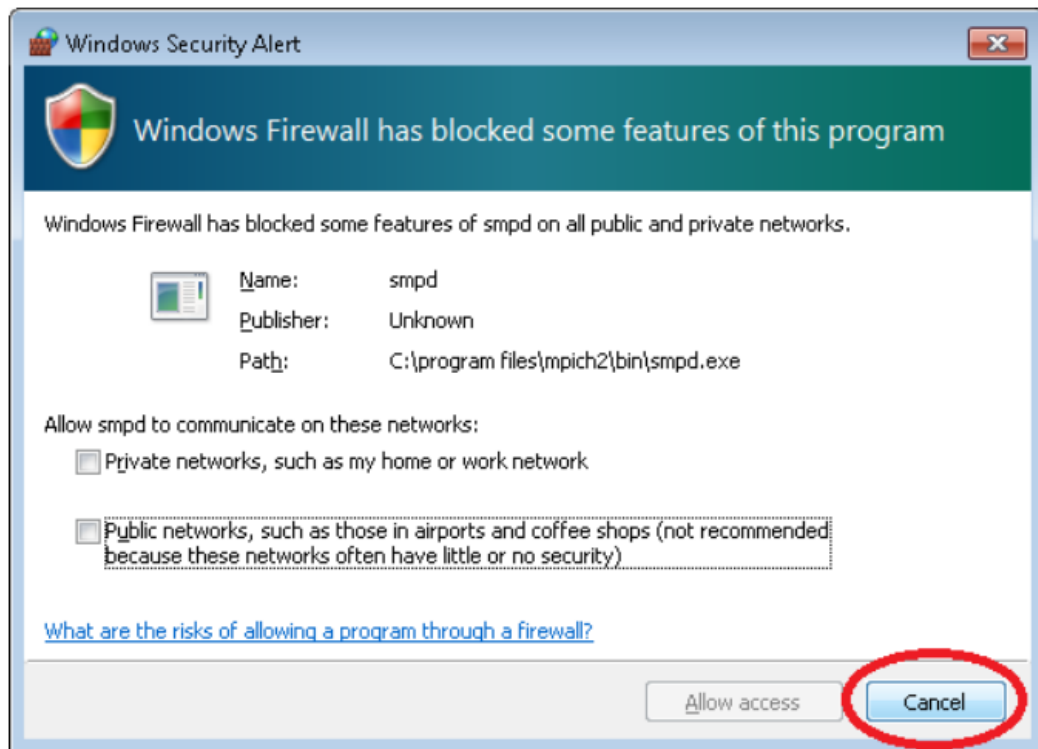 Windows Security Alert
Windows Firewall has blocked some features of this program
Windows Firewall has blocked some features of smpd on all public and private networks.
Name: smpd
Publisher: Unknown
Path: C:\program files\mpich2\bin\smpd.exe
Allow smpd to communicate on these networks:
Private networks, such as my home or work network
Public networks, such as those in airports and coffee shops (not recommended
because these networks often have little or no security)
What are the risks of allowing a program through a firewall?
Allow access Cancel